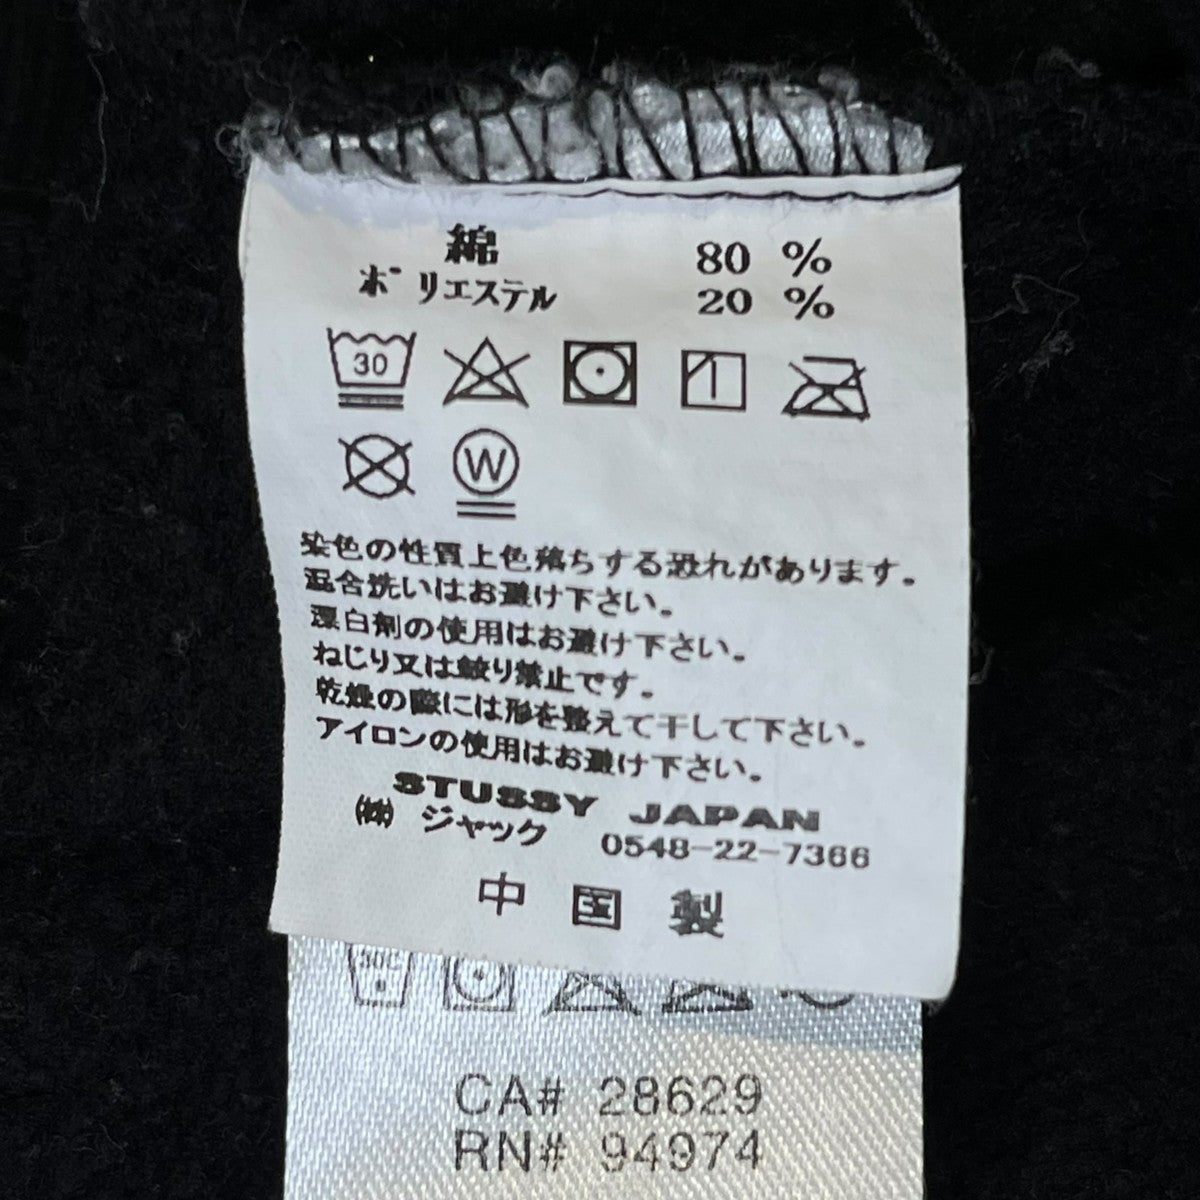 綿 80 %
ポリエステル 20 %
30
W
染色の性質上色落ちする恐れがあります。
混合洗いはお避け下さい。
漂白剤の使用はお避け下さい。
ねじり又は絞り禁止です。
乾燥の際には形を整えて干して下さい。
アイロンの使用はお避け下さい。
STUSSY JAPAN
㈱ ジャック 0548-22-7366
中国製
30C
CA# 28629
RN# 94974